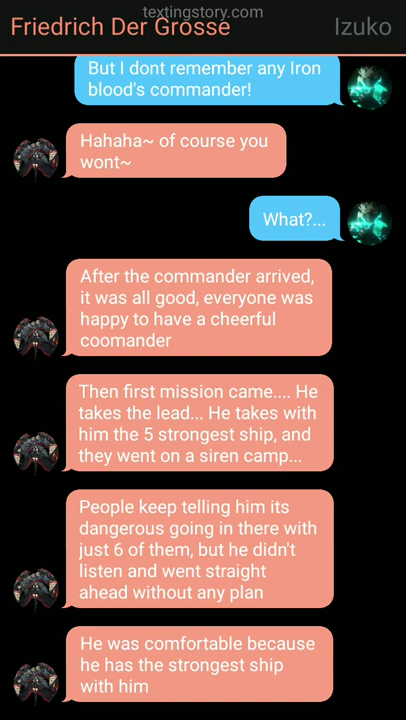 textingstory.com
Friedrich Der Grosse
Izuko
But I dont remember any Iron
blood's commander!
Hahaha~ of course you
wont~
What?...
After the commander arrived,
it was all good, everyone was
happy to have a cheerful
coomander
Then first mission came.... He
takes the lead... He takes with
him the 5 strongest ship, and
they went on a siren camp...
People keep telling him its
dangerous going in there with
just 6 of them, but he didn't
listen and went straight
ahead without any plan
He was comfortable because
he has the strongest ship
with him